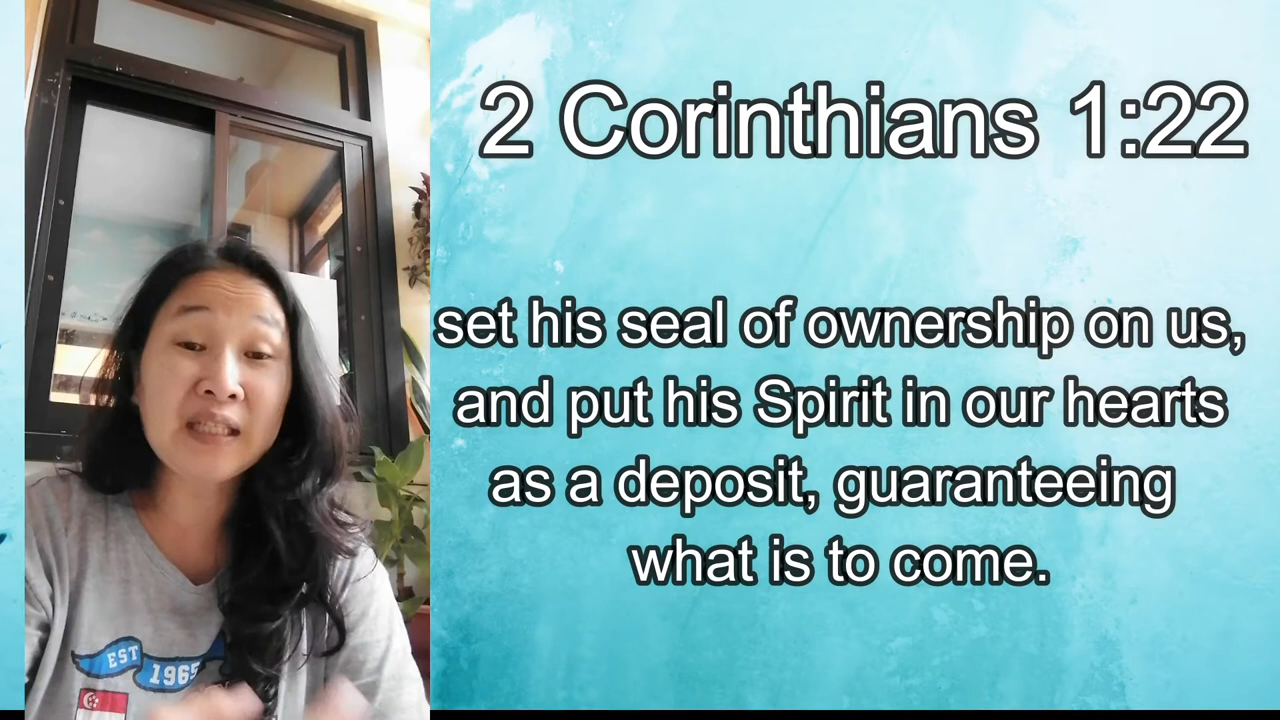 2 Corinthians 1:22
set his seal of ownership on us,
and put his Spirit in our hearts
as a deposit, guaranteeing
what is to come.
EST
1965